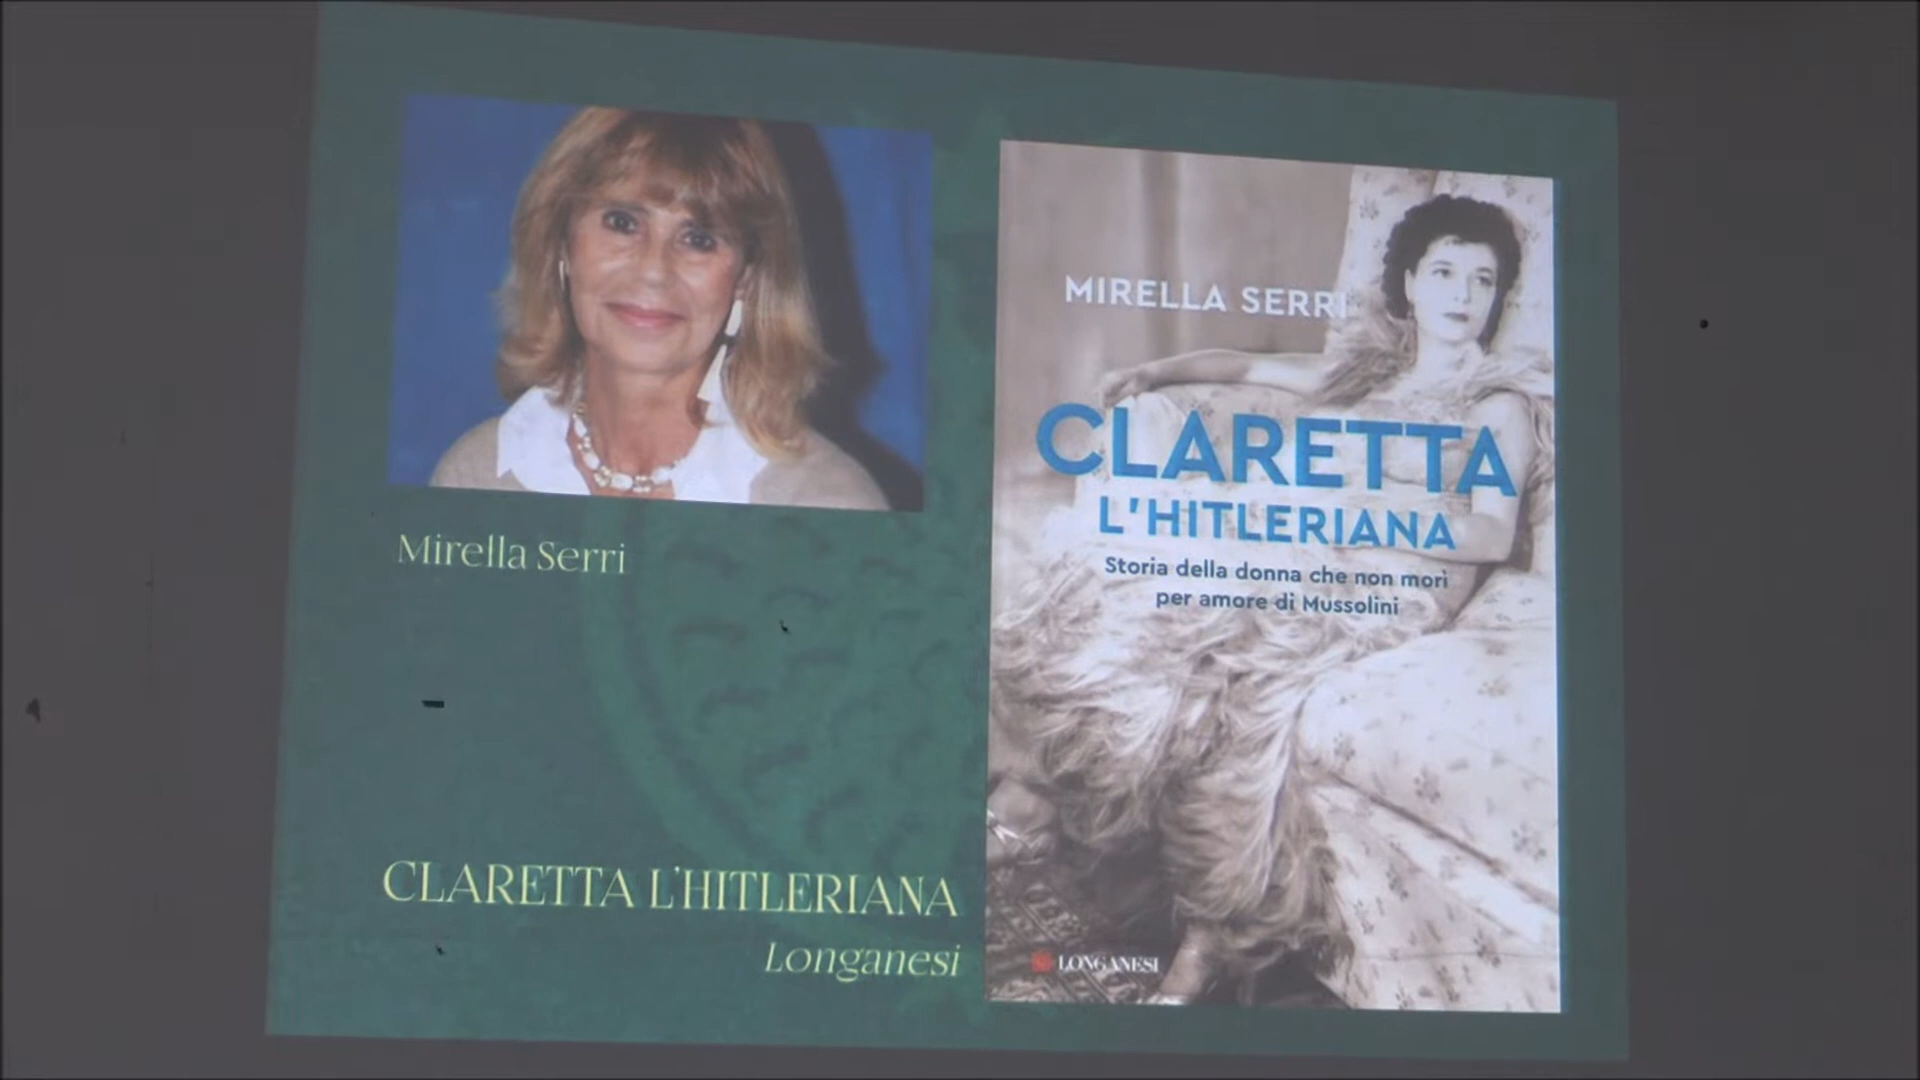 Mirella Serri
CLARETTA L'HITLERIANA
Longanesi
MIRELLA SERRI
CLARETTA
L'HITLERIANA
Storia della donna che non morì
per amore di Mussolini
LONGANESI